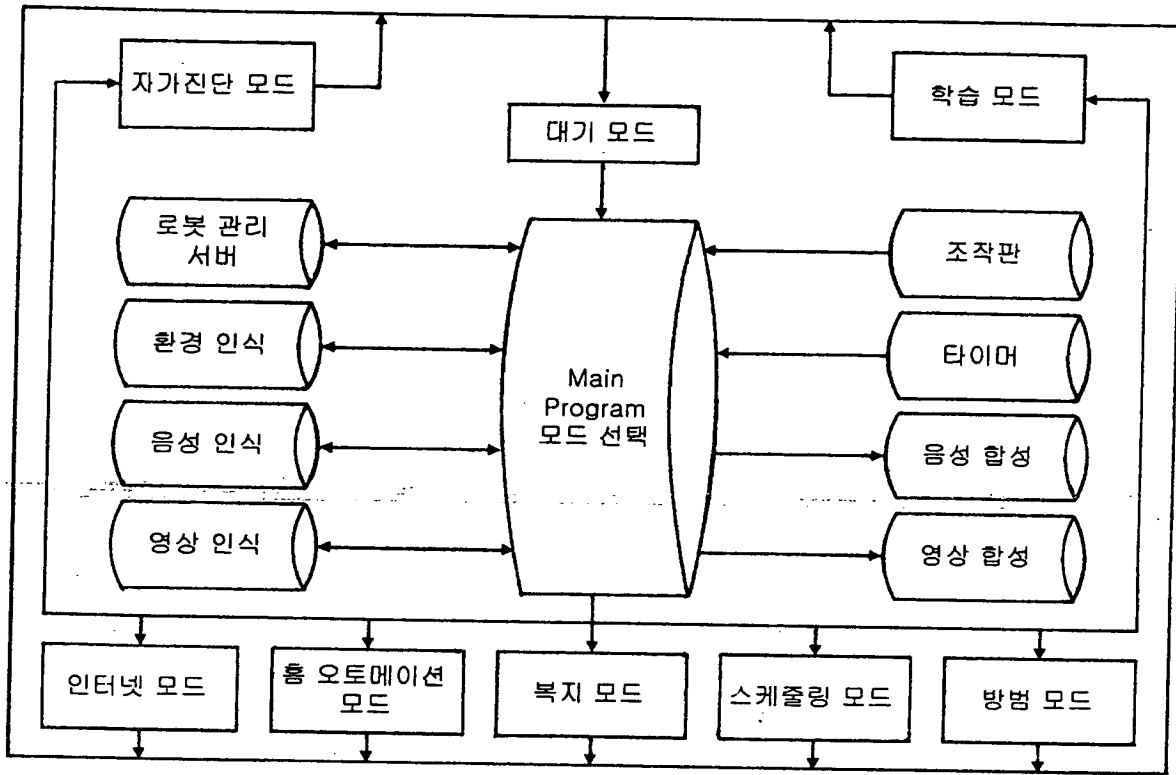 자가진단 모드
대기 모드
학습 모드
로봇 관리
서버
조작판
환경 인식
타이머
Main
Program
모드 선택
음성 인식
음성 합성
영상 인식
영상 합성
인터넷 모드
홈 오토메이션
모드
복지 모드
스케줄링 모드
방범 모드